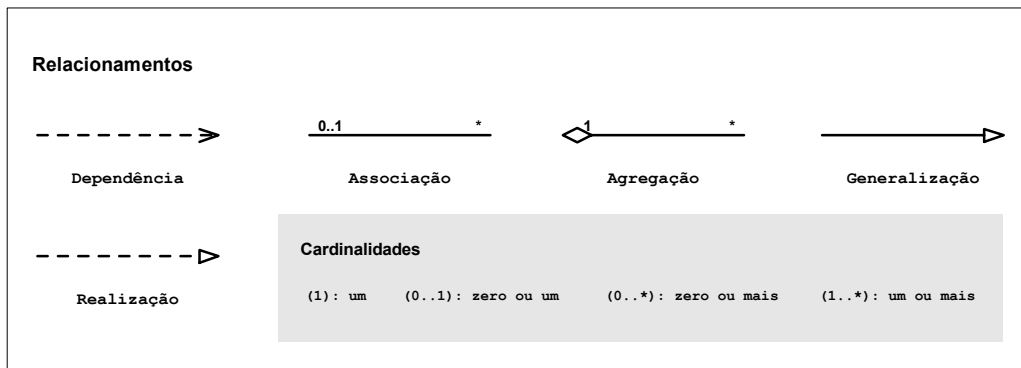 Relacionamentos
0..1 * 1 *
Dependência Associação Agregação Generalização
Cardinalidades
Realização (1): um (0..1): zero ou um (0..*): zero ou mais (1..*): um ou mais